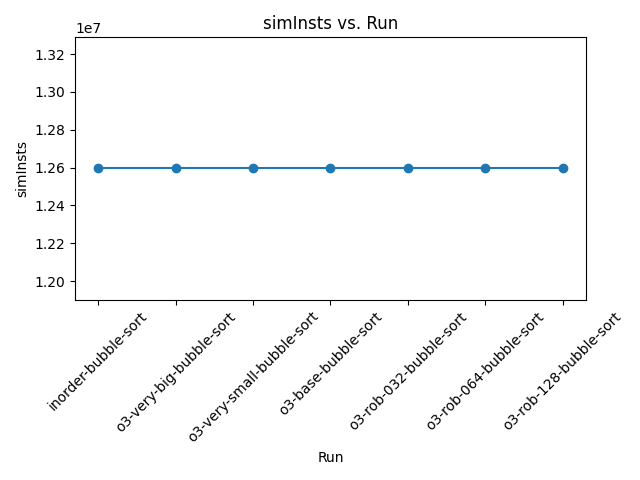 simInsts vs. Run
1e7
1.32
1.30
1.28
1.26
1.24
1.22
1.20
simInsts
inorder-bubble-sort
o3-very-big-bubble-sort
o3-very-small-bubble-sort
o3-base-bubble-sort
o3-rob-032-bubble-sort
o3-rob-064-bubble-sort
o3-rob-128-bubble-sort
Run